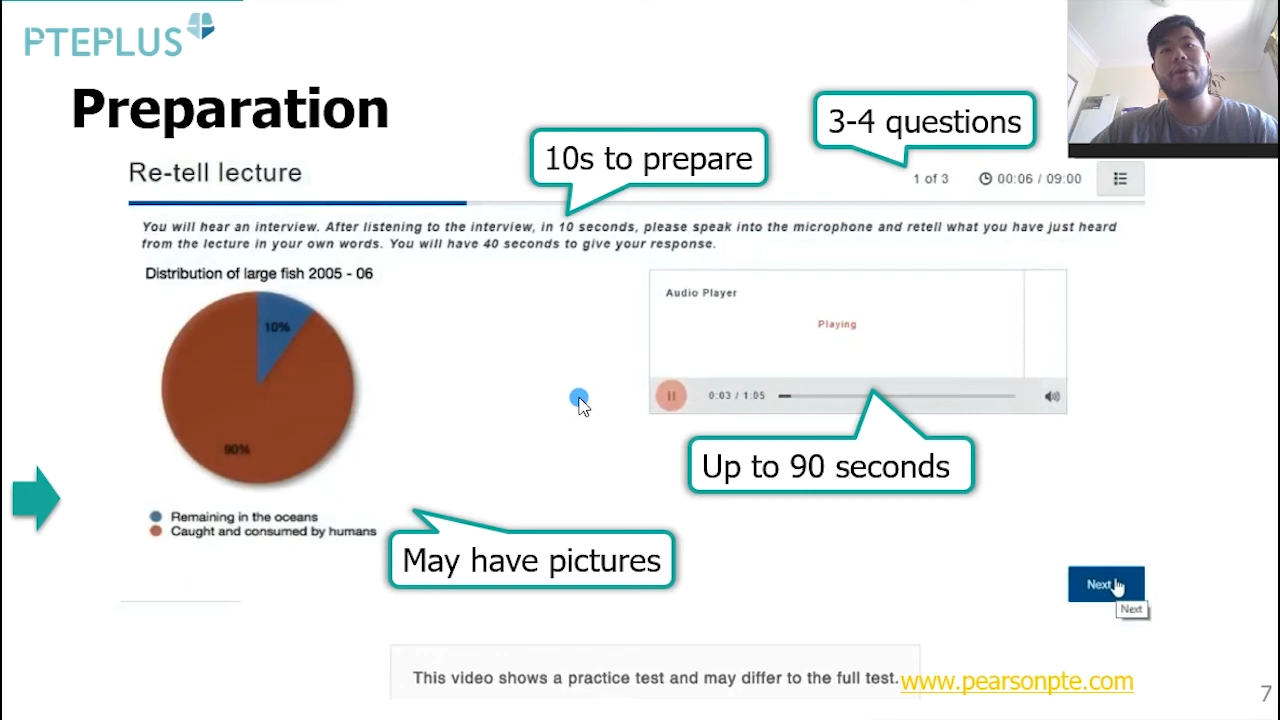 PTEPLUS
Preparation
3-4 questions
10s to prepare
Re-tell lecture
1 of 3
00:06 / 09:00
You will hear an interview. After listening to the interview, in 10 seconds, please speak into the microphone and retell what you have just heard
from the lecture in your own words. You will have 40 seconds to give your response.
Distribution of large fish 2005 - 06
10%
90%
Audio Player
Playing
0:03 / 1:05
Up to 90 seconds
Remaining in the oceans
Caught and consumed by humans
May have pictures
Next
Next
This video shows a practice test and may differ to the full test.
www.pearsonpte.com
7